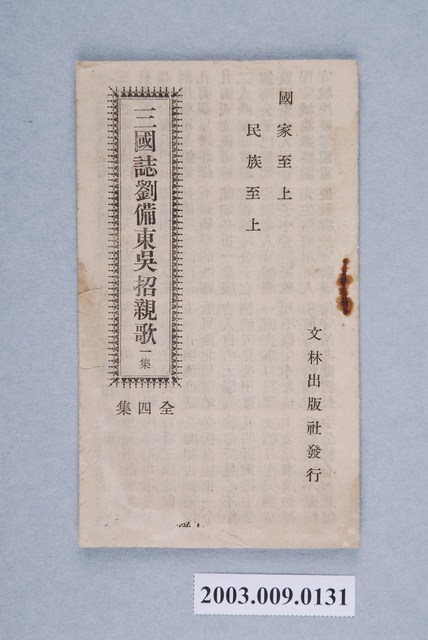 國家至上
民族至上
文林出版社發行
三國誌劉備東吳招親歌 一集
全四集
2003.009.0131